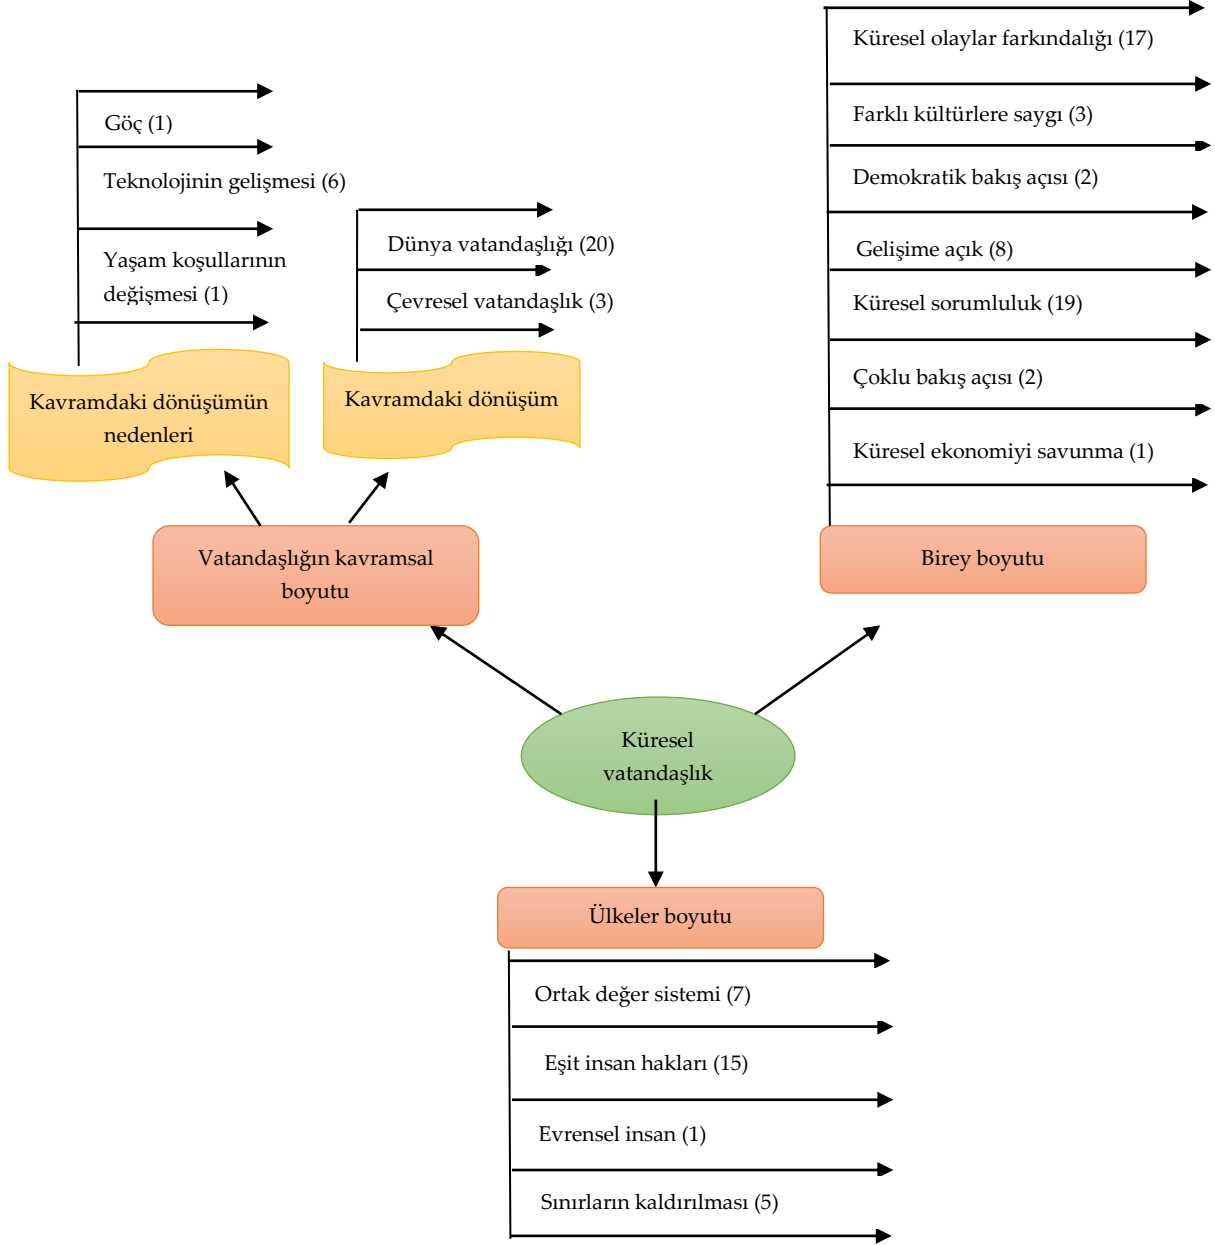 Küresel olaylar farkındalığı (17)
Farklı kültürlere saygı (3)
Demokratik bakış açısı (2)
Gelişime açık (8)
Küresel sorumluluk (19)
Çoklu bakış açısı (2)
Küresel ekonomiyi savunma (1)
Birey boyutu
Göç (1)
Teknolojinin gelişmesi (6)
Yaşam koşullarının
değişmesi (1)
Kavramdaki dönüşümün
nedenleri
Dünya vatandaşlığı (20)
Çevresel vatandaşlık (3)
Kavramdaki dönüşüm
Vatandaşlığın kavramsal
boyutu
Küresel
vatandaşlık
Ülkeler boyutu
Ortak değer sistemi (7)
Eşit insan hakları (15)
Evrensel insan (1)
Sınırların kaldırılması (5)